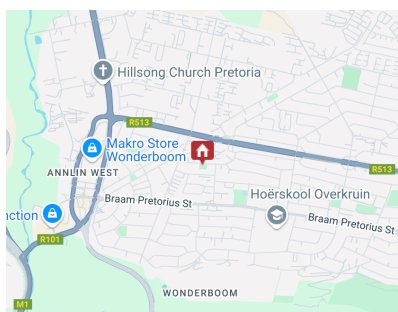 Hillsong Church Pretoria
R513
Makro Store
Wonderboom
R513
ANNLIN WEST
Hoërskool Overkruin
Braam Pretorius St
Braam Pretorius St
nction
R101
WONDERBOOM
M1